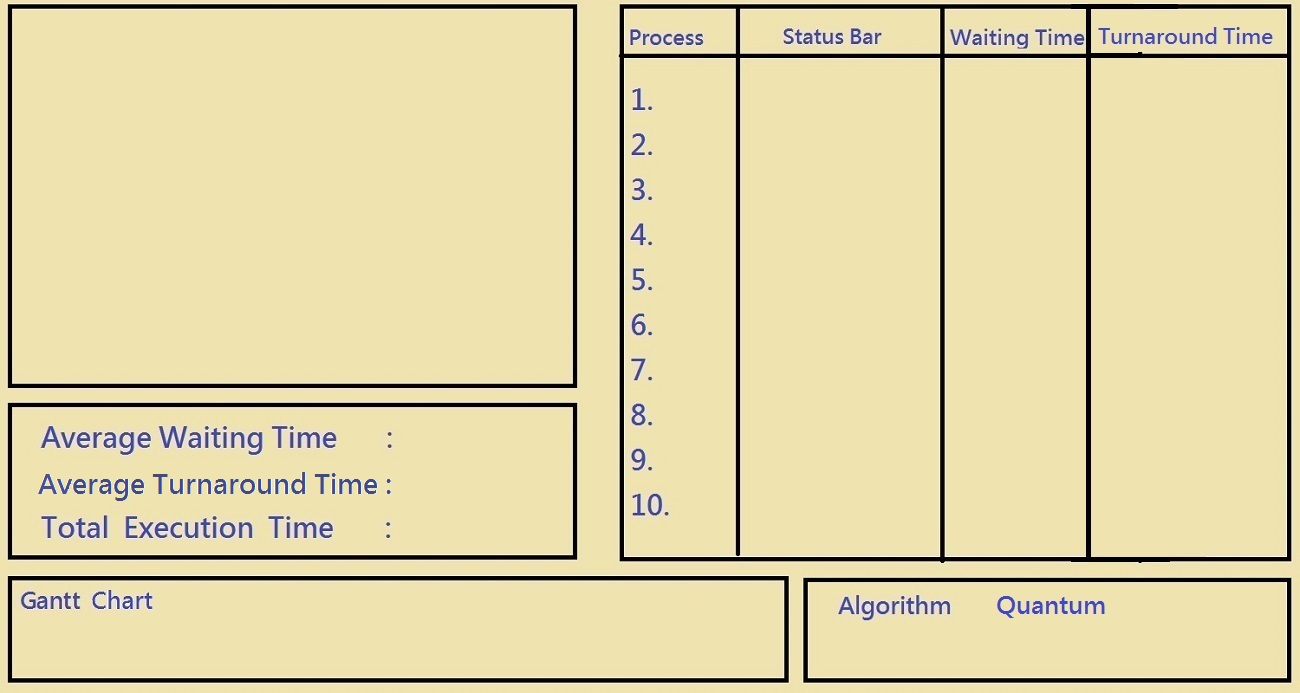 Process Status Bar Waiting Time Turnaround Time
1.
2.
3.
4.
5.
6.
7.
8.
9.
10.
Average Waiting Time :
Average Turnaround Time :
Total Execution Time :
Gantt Chart
Algorithm Quantum